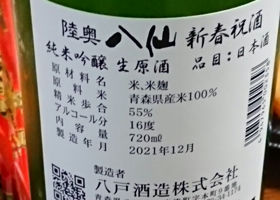 陸奥 八仙 新春祝酒
純米吟醸 生原酒 品目:日本酒
原材料名 米、米麹
原料米 青森県産米100%
精米歩合 55%
アルコール分 16度
内容量 720ml
製造年月 2021年12月
製造者
八戸酒造株式会社